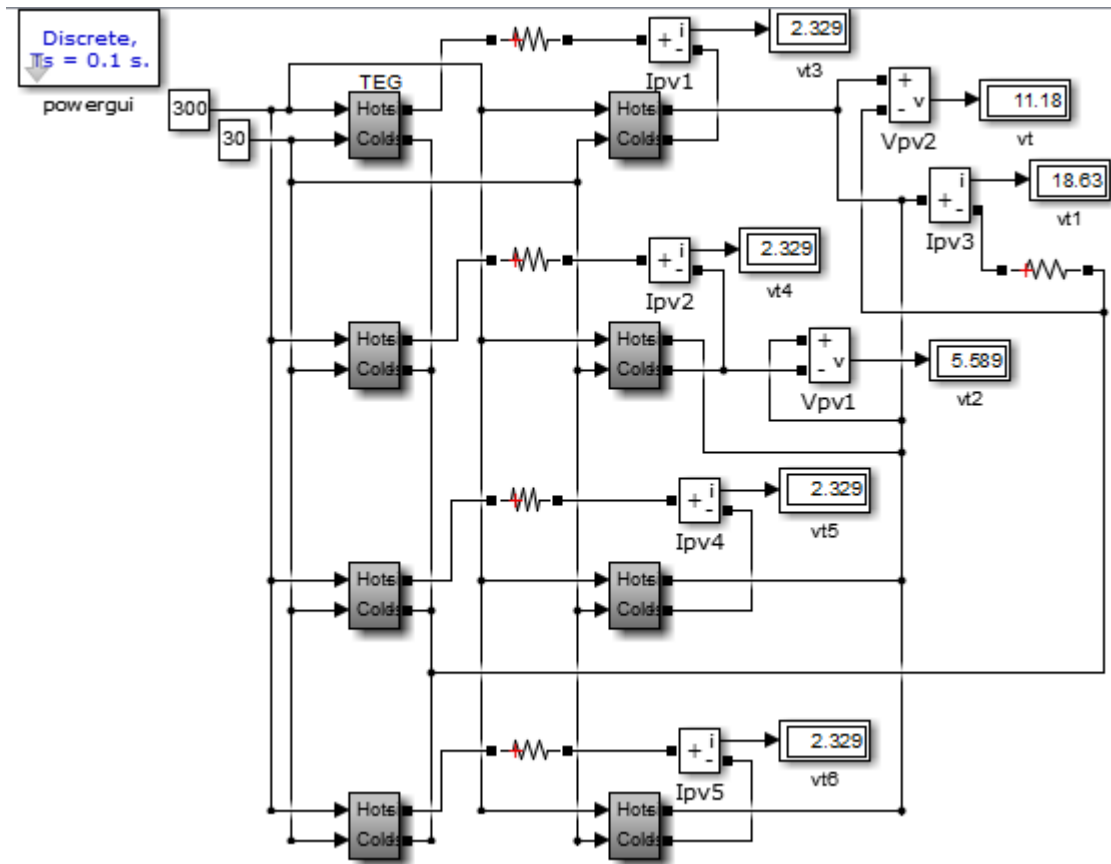 Discrete,
Ts = 0.1 s.
powergui
300
30
TEG
Hots
Colds
Hots
Colds
+
-
i
Ipv1
2.329
vt3
+
-
v
Vpv2
11.18
vt
+
-
i
Ipv3
18.63
vt1
+
-
i
Ipv2
2.329
vt4
Hots
Colds
Hots
Colds
+
-
v
Vpv1
5.589
vt2
+
-
i
Ipv4
2.329
vt5
Hots
Colds
Hots
Colds
+
-
i
Ipv5
2.329
vt6
Hots
Colds
Hots
Colds